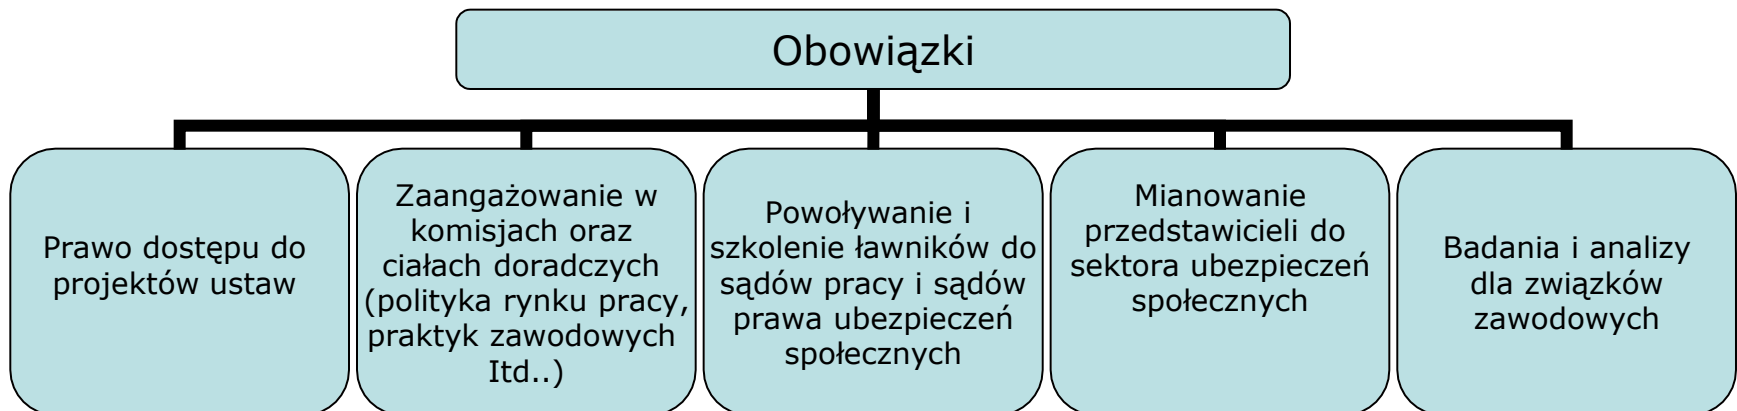 Obowiązki
Prawo dostępu do
projektów ustaw
Zaangażowanie w
komisjach oraz
ciałach doradczych
(polityka rynku pracy,
praktyk zawodowych
Itd..)
Powoływanie i
szkolenie ławników do
sądów pracy i sądów
prawa ubezpieczeń
społecznych
Mianowanie
przedstawicieli do
sektora ubezpieczeń
społecznych
Badania i analizy
dla związków
zawodowych